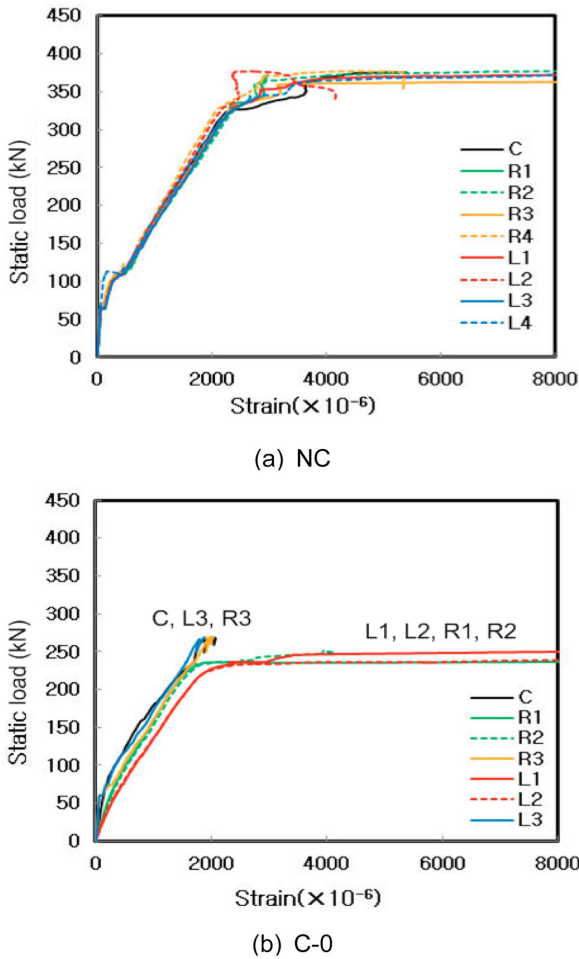 450
400
350
300
250
200
150
100
50
0
Static load (kN)
C
R1
R2
R3
R4
L1
L2
L3
L4
0 2000 4000 6000 8000
Strain(×10⁻⁶)
(a) NC
450
400
350
300
250
200
150
100
50
0
Static load (kN)
C, L3, R3
L1, L2, R1, R2
C
R1
R2
R3
L1
L2
L3
0 2000 4000 6000 8000
Strain(×10⁻⁶)
(b) C-0